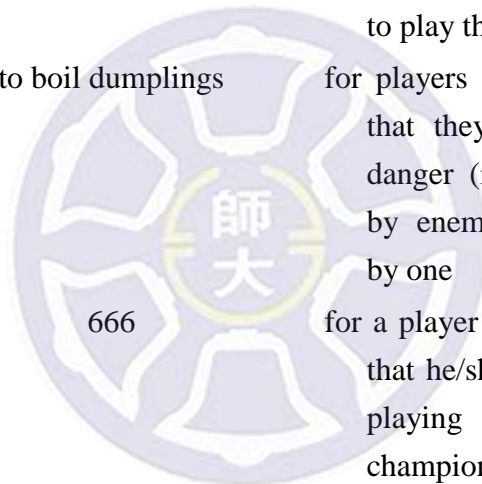 to play th
to boil dumplings for players
that they
danger (
by enem
by one
666 for a player
that he/sh
playing
champion
師大